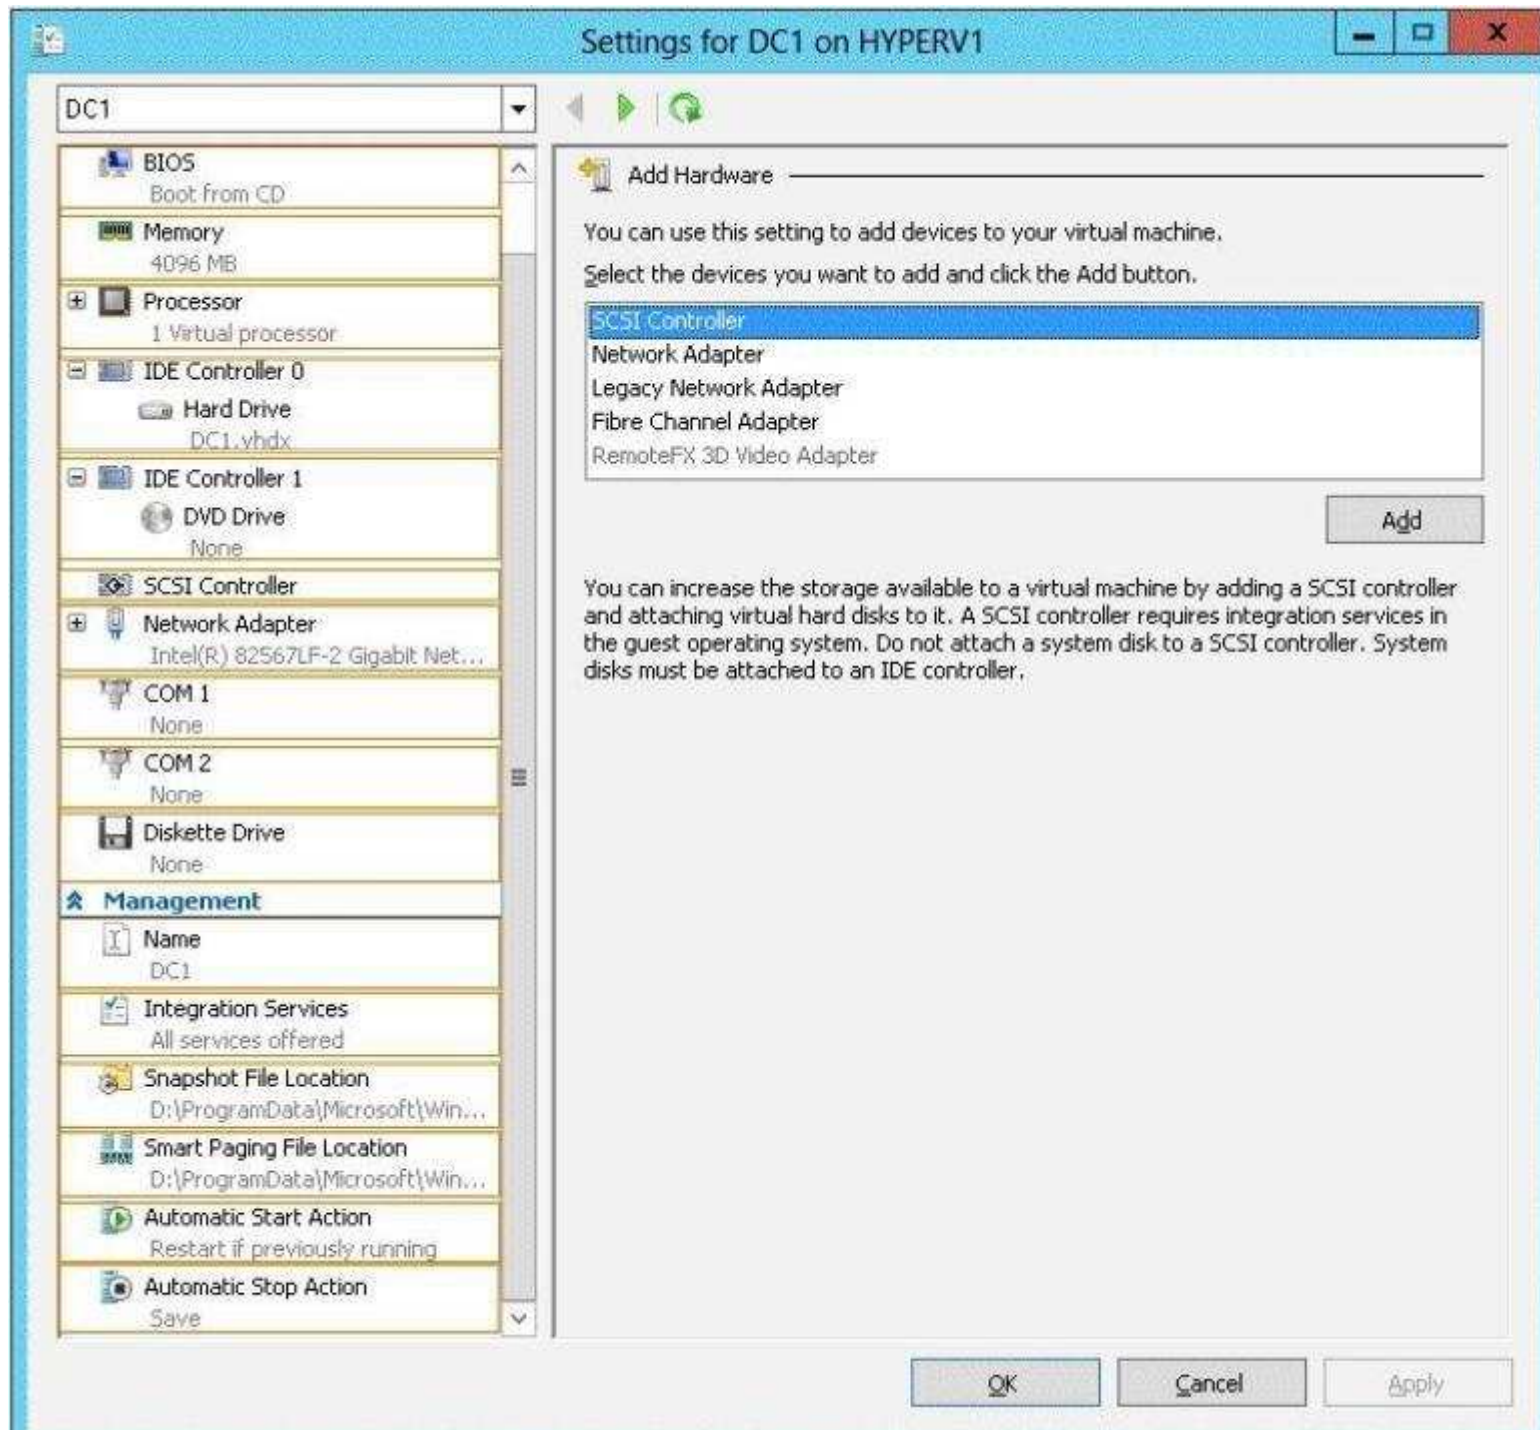 Settings for DC1 on HYPERV1
DC1
BIOS
Boot from CD
Memory
4096 MB
Processor
1 Virtual processor
IDE Controller 0
Hard Drive
DC1.vhdx
IDE Controller 1
DVD Drive
None
SCSI Controller
Network Adapter
Intel(R) 82567LF-2 Gigabit Net...
COM 1
None
COM 2
None
Diskette Drive
None
Management
Name
DC1
Integration Services
All services offered
Snapshot File Location
D:\ProgramData\Microsoft\Win...
Smart Paging File Location
D:\ProgramData\Microsoft\Win...
Automatic Start Action
Restart if previously running
Automatic Stop Action
Save
Add Hardware
You can use this setting to add devices to your virtual machine.
Select the devices you want to add and click the Add button.
SCSI Controller
Network Adapter
Legacy Network Adapter
Fibre Channel Adapter
RemoteFX 3D Video Adapter
Add
You can increase the storage available to a virtual machine by adding a SCSI controller
and attaching virtual hard disks to it. A SCSI controller requires integration services in
the guest operating system. Do not attach a system disk to a SCSI controller. System
disks must be attached to an IDE controller.
OK
Cancel
Apply